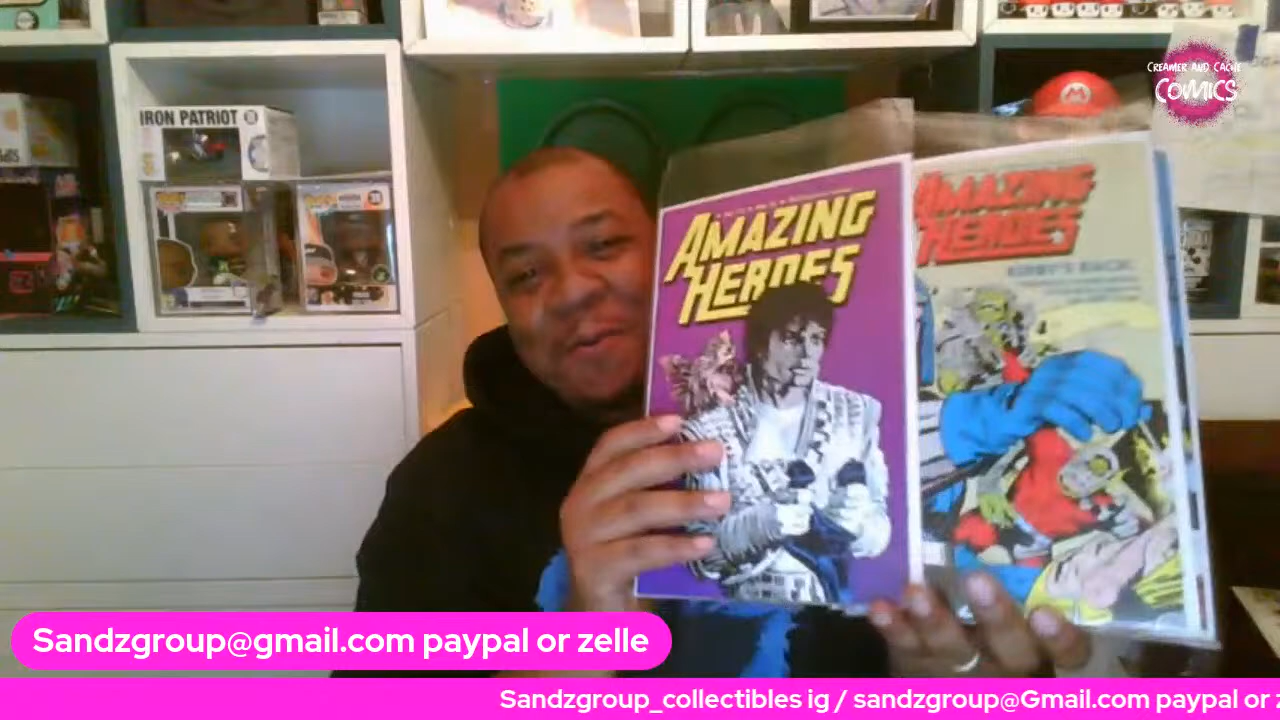 IRON PATRIOT
CREAMER AND CACHE
COMICS
AMAZING
HEROES
AMAZING
HEROES
KIRBY'S BACK!
Sandzgroup@gmail.com paypal or zelle
Sandzgroup_collectibles ig / sandzgroup@Gmail.com paypal or